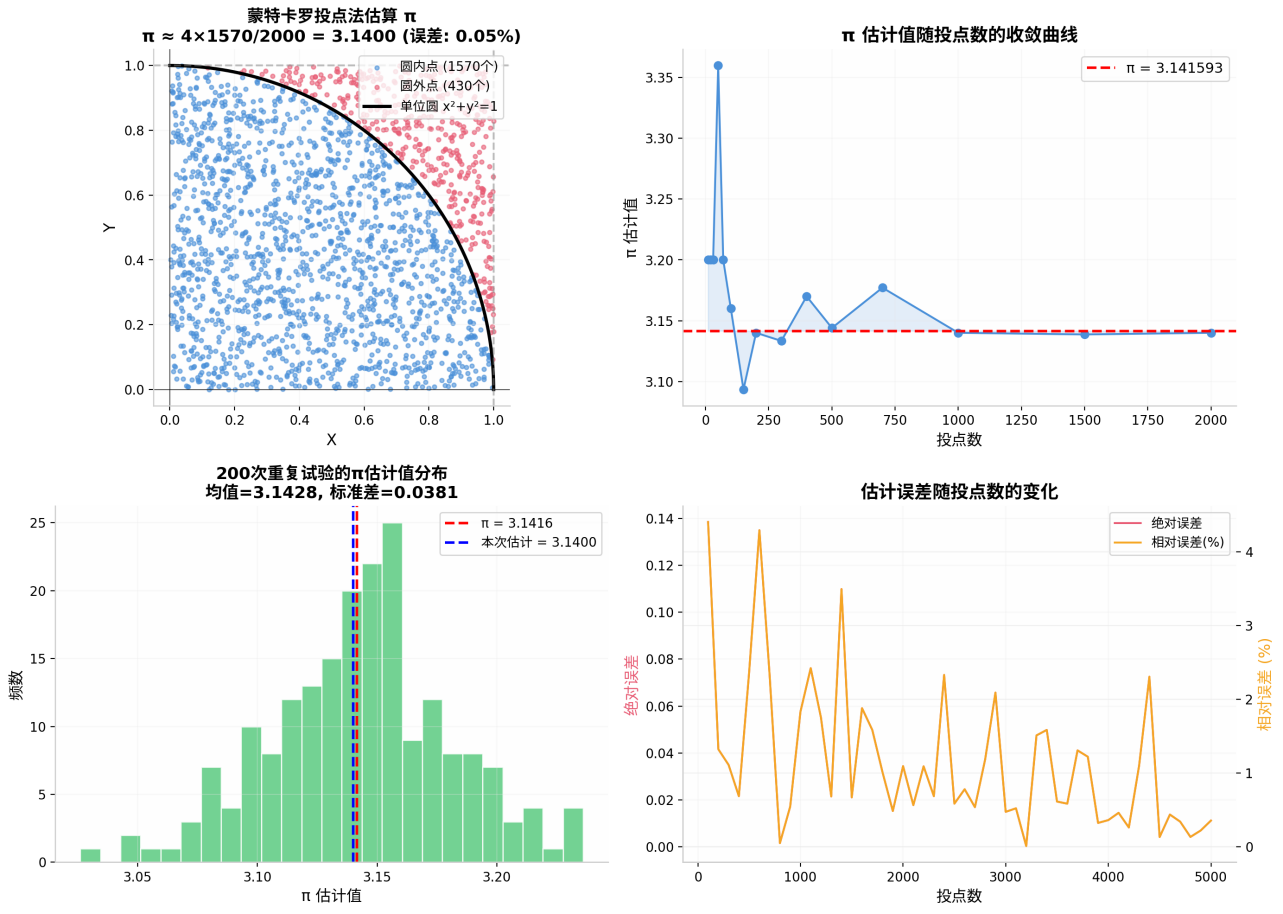 蒙特卡罗投点法估算 π
π ≈ 4×1570/2000 = 3.1400 (误差: 0.05%)
圆内点 (1570个)
圆外点 (430个)
单位圆 x²+y²=1
Y
1.0
0.8
0.6
0.4
0.2
0.0
0.0 0.2 0.4 0.6 0.8 1.0
X
π 估计值随投点数的收敛曲线
π = 3.141593
π 估计值
3.35
3.30
3.25
3.20
3.15
3.10
0 250 500 750 1000 1250 1500 1750 2000
投点数
200次重复试验的π估计值分布
均值=3.1428, 标准差=0.0381
π = 3.1416
本次估计 = 3.1400
频数
25
20
15
10
5
0
3.05 3.10 3.15 3.20
π 估计值
估计误差随投点数的变化
绝对误差
相对误差(%)
绝对误差
0.14
0.12
0.10
0.08
0.06
0.04
0.02
0.00
0 1000 2000 3000 4000 5000
投点数
4
3
2
1
0
相对误差 (%)